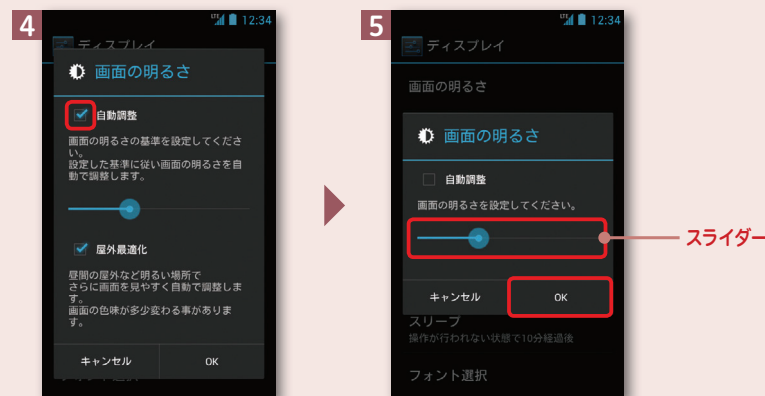 4
LTE 12:34
ディスプレイ
画面の明るさ
自動調整
画面の明るさの基準を設定してくださ
い。
設定した基準に従い画面の明るさを自
動で調整します。
屋外最適化
昼間の屋外など明るい場所で
さらに画面を見やすく自動で調整しま
す。
画面の色味が多少変わる事がありま
す。
キャンセル OK
5
LTE 12:34
ディスプレイ
画面の明るさ
画面の明るさ
自動調整
画面の明るさを設定してください。
スライダー
キャンセル OK
スリープ
操作が行われない状態で10分経過後
フォント選択